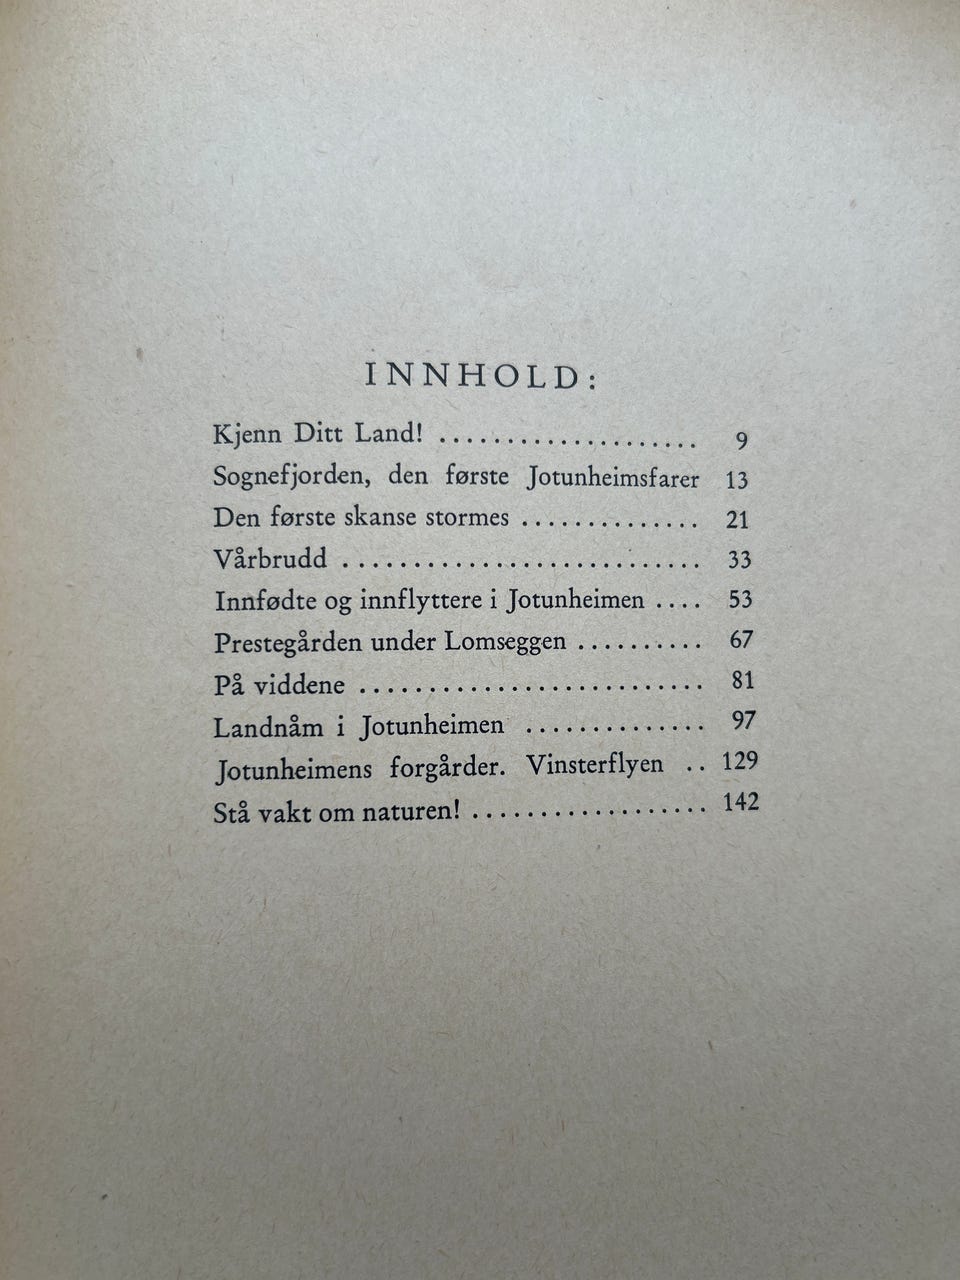 INNHOLD:
Kjenn Ditt Land! .................... 9
Sognefjorden, den første Jotunheimsfarer 13
Den første skanse stormes .............. 21
Vårbrudd ........................... 33
Innfødte og innflyttere i Jotunheimen .... 53
Prestegården under Lomseggen .......... 67
På viddene .......................... 81
Landnåm i Jotunheimen .............. 97
Jotunheimens forgårder. Vinsterflyen .. 129
Stå vakt om naturen! .................. 142